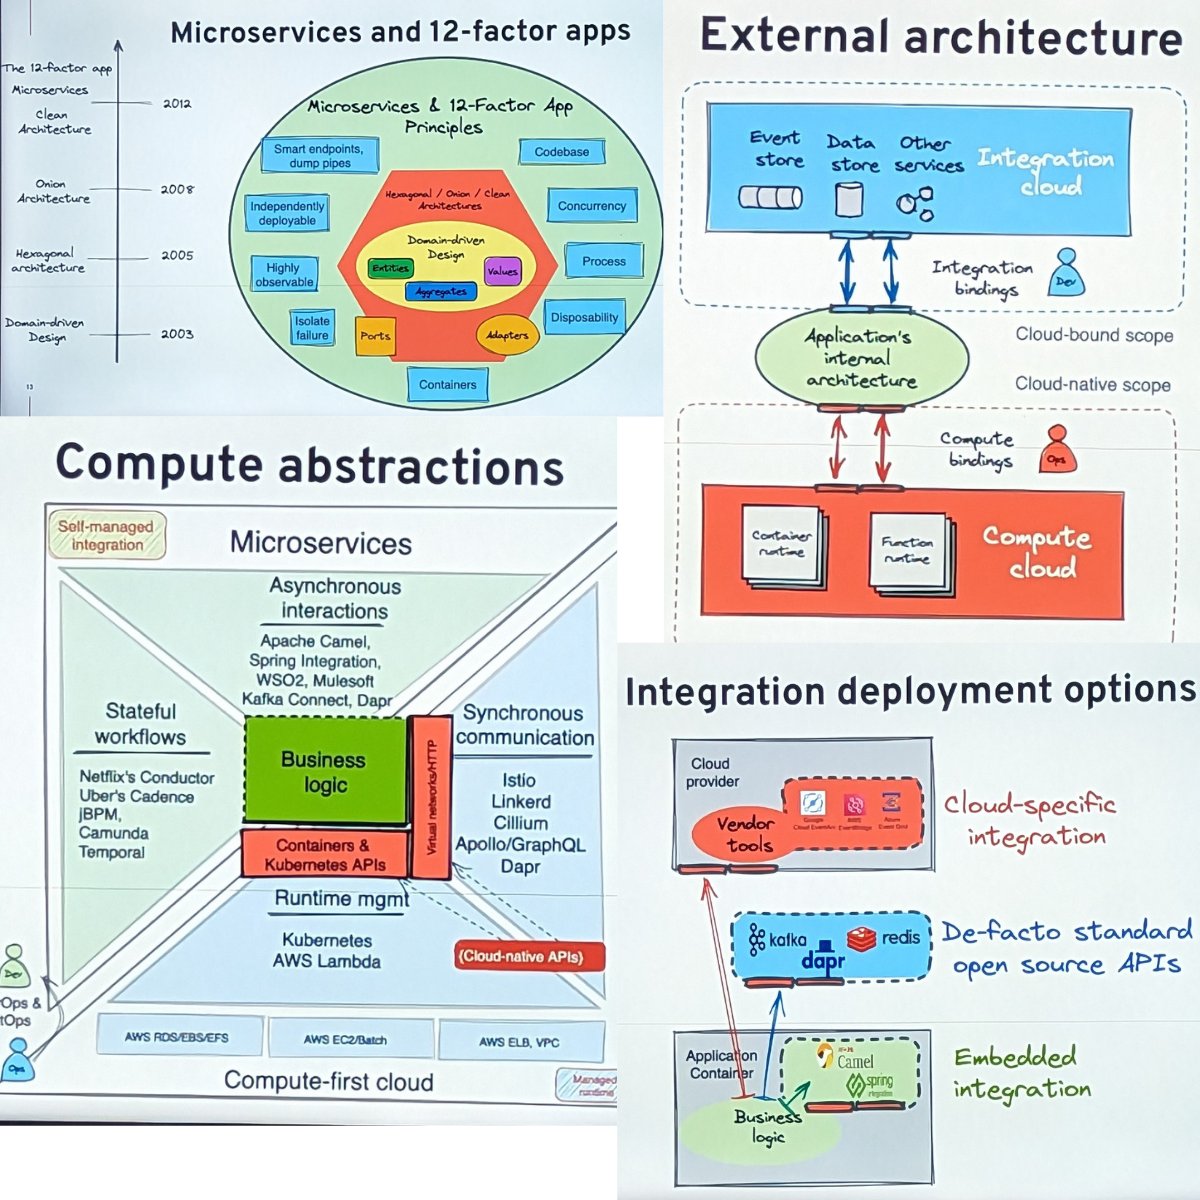 Microservices and 12-factor apps
The 12-factor app
Microservices
2012
Clean
Architecture
Onion
Architecture
2008
Hexagonal
architecture
2005
Domain-driven
Design
2003
13
Microservices & 12-Factor App
Principles
Smart endpoints,
dump pipes
Codebase
Independently
deployable
Concurrency
Highly
observable
Process
Isolate
failure
Disposability
Containers
Hexagonal / Onion / Clean
Architectures
Domain-driven
Design
Entities
Values
Aggregates
Ports
Adapters
External architecture
Event
store
Data
store
Other
services
Integration
cloud
Integration
bindings
Dev
Application's
internal
architecture
Cloud-bound scope
Cloud-native scope
Compute
bindings
Ops
Container
runtime
Function
runtime
Compute
cloud
Compute abstractions
Self-managed
integration
Microservices
Asynchronous
interactions
Apache Camel,
Spring Integration,
WSO2, Mulesoft
Kafka Connect, Dapr
Stateful
workflows
Netflix's Conductor
Uber's Cadence
jBPM,
Camunda
Temporal
Business
logic
Virtual networks/HTTP
Containers &
Kubernetes APIs
Synchronous
communication
Istio
Linkerd
Cillium
Apollo/GraphQL
Dapr
Runtime mgmt
Kubernetes
AWS Lambda
(Cloud-native APIs)
Dev
Ops &
tOps
Ops
AWS RDS/EBS/EFS
AWS EC2/Batch
AWS ELB, VPC
Compute-first cloud
Managed
runtime
Integration deployment options
Cloud
provider
Vendor
tools
Google
Cloud Eventarc
AWS
EventBridge
Azure
Event Grid
Cloud-specific
integration
kafka
dapr
redis
De-facto standard
open source APIs
Application
Container
Business
logic
Camel
spring
integration
Embedded
integration